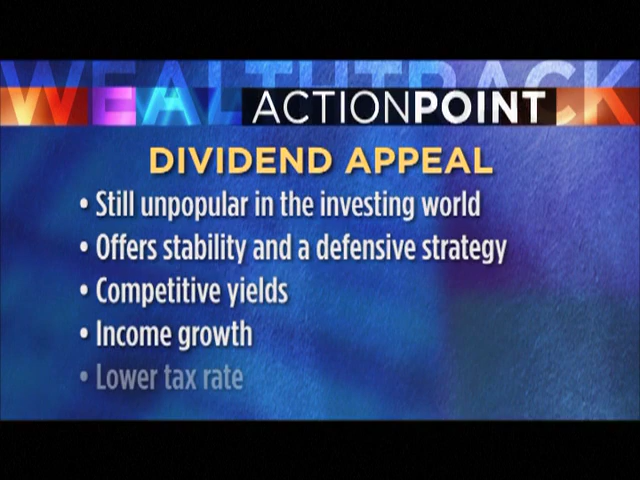 WEALTHTRACK
WEA
ACTIONPOINT
DIVIDEND APPEAL
• Still unpopular in the investing world
• Offers stability and a defensive strategy
• Competitive yields
• Income growth
• Lower tax rate